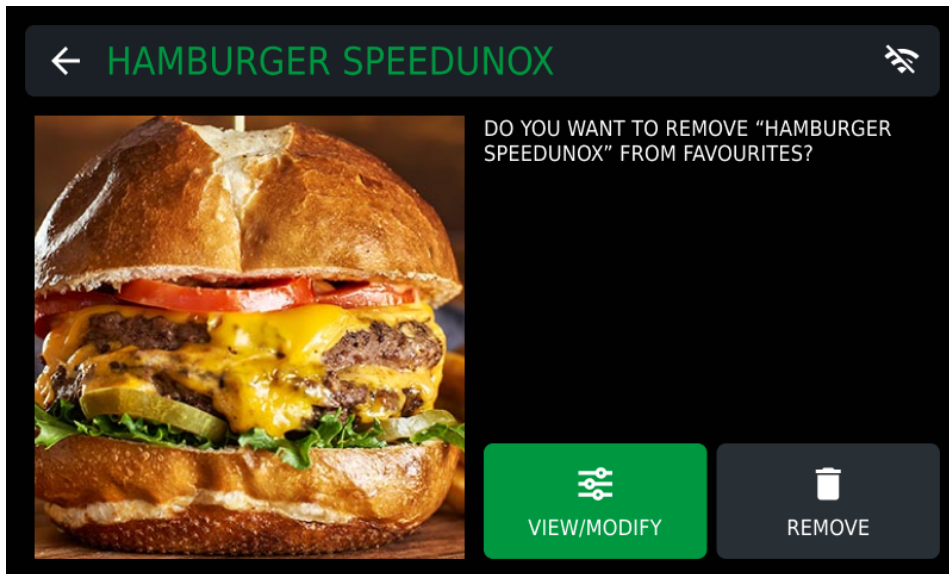 HAMBURGER SPEEDUNOX
DO YOU WANT TO REMOVE “HAMBURGER
SPEEDUNOX” FROM FAVOURITES?
VIEW/MODIFY
REMOVE